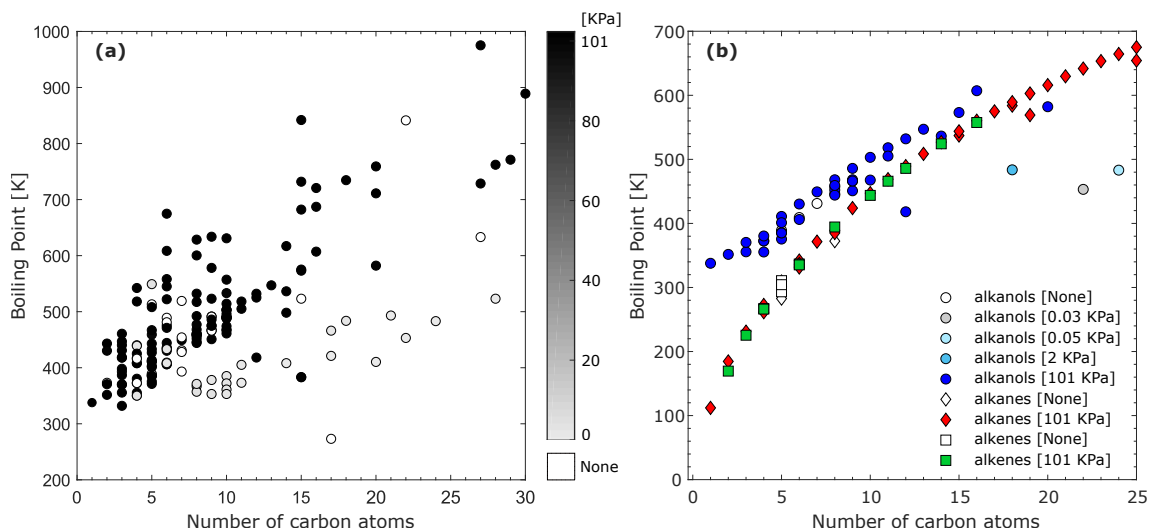 (a)
Boiling Point [K]
1000
900
800
700
600
500
400
300
200
0
5
10
15
20
25
30
Number of carbon atoms
[KPa]
101
80
60
40
20
0
None
(b)
Boiling Point [K]
700
600
500
400
300
200
100
0
0
5
10
15
20
25
Number of carbon atoms
alkanols [None]
alkanols [0.03 KPa]
alkanols [0.05 KPa]
alkanols [2 KPa]
alkanols [101 KPa]
alkanes [None]
alkanes [101 KPa]
alkenes [None]
alkenes [101 KPa]